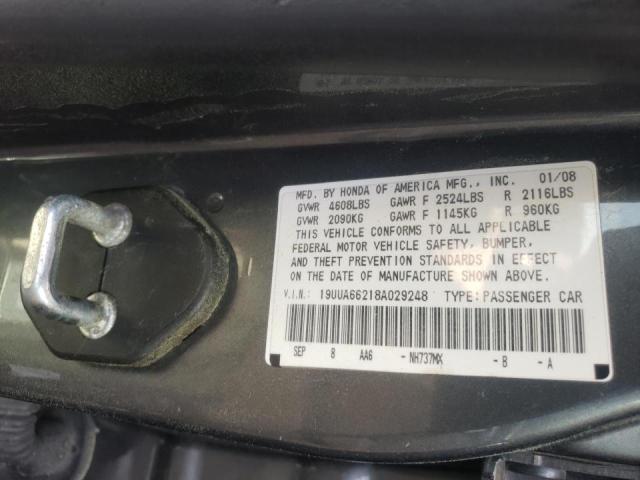 MFD. BY HONDA OF AMERICA MFG., INC. 01/08
GVWR 4608LBS GAWR F 2524LBS R 2116LBS
GVWR 2090KG GAWR F 1145KG R 960KG
THIS VEHICLE CONFORMS TO ALL APPLICABLE
FEDERAL MOTOR VEHICLE SAFETY, BUMPER,
AND THEFT PREVENTION STANDARDS IN EFFECT
ON THE DATE OF MANUFACTURE SHOWN ABOVE.
V.I.N.: 19UUA66218A029248 TYPE: PASSENGER CAR
SEP 8 AA6 -NH737MX -B -A